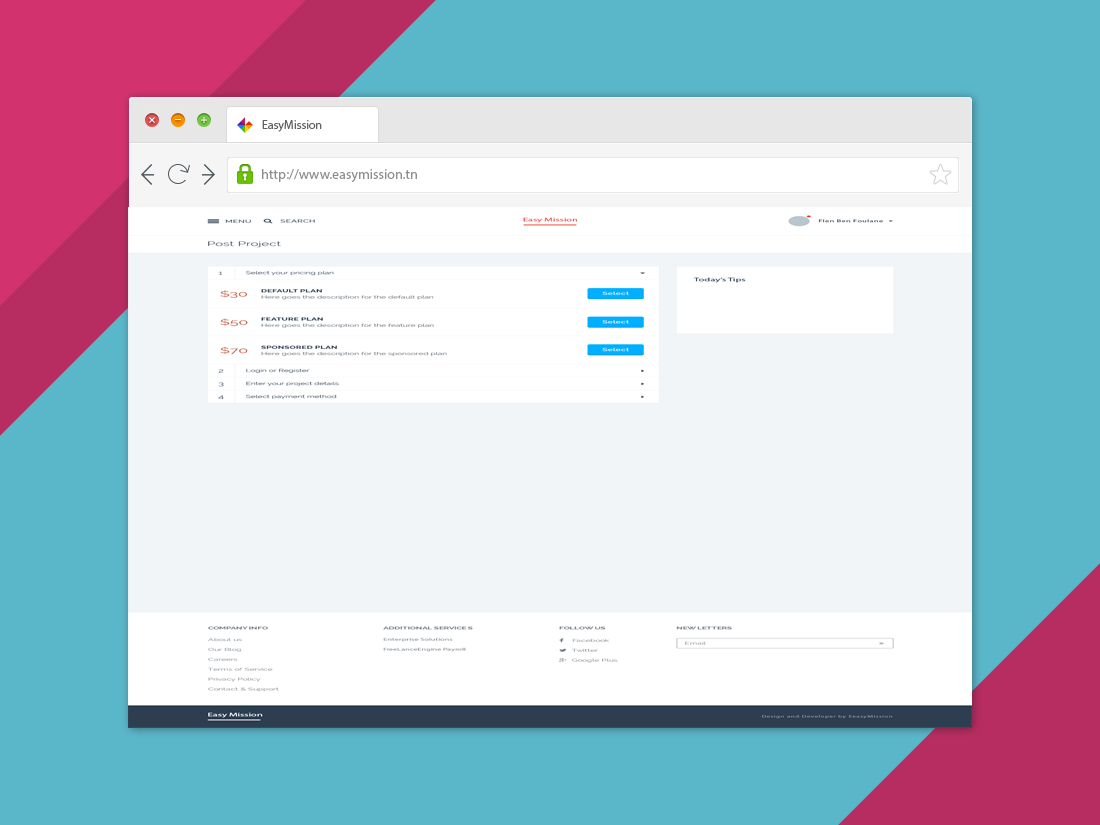 EasyMission
http://www.easymission.tn
MENU SEARCH Easy Mission Flen Ben Foulane
Post Project
1 Select your pricing plan
$30 DEFAULT PLAN Select
Here goes the description for the default plan
$50 FEATURE PLAN Select
Here goes the description for the feature plan
$70 SPONSORED PLAN Select
Here goes the description for the sponsored plan
2 Login or Register
3 Enter your project details
4 Select payment method
Today's Tips
COMPANY INFO
About us
Our Blog
Careers
Terms of Service
Privacy Policy
Contact & Support
ADDITIONAL SERVICES
Enterprise Solutions
FreeLanceEngine Payroll
FOLLOW US
Facebook
Twitter
Google Plus
NEW LETTERS
Email
Easy Mission Design and Developer by EeasyMission